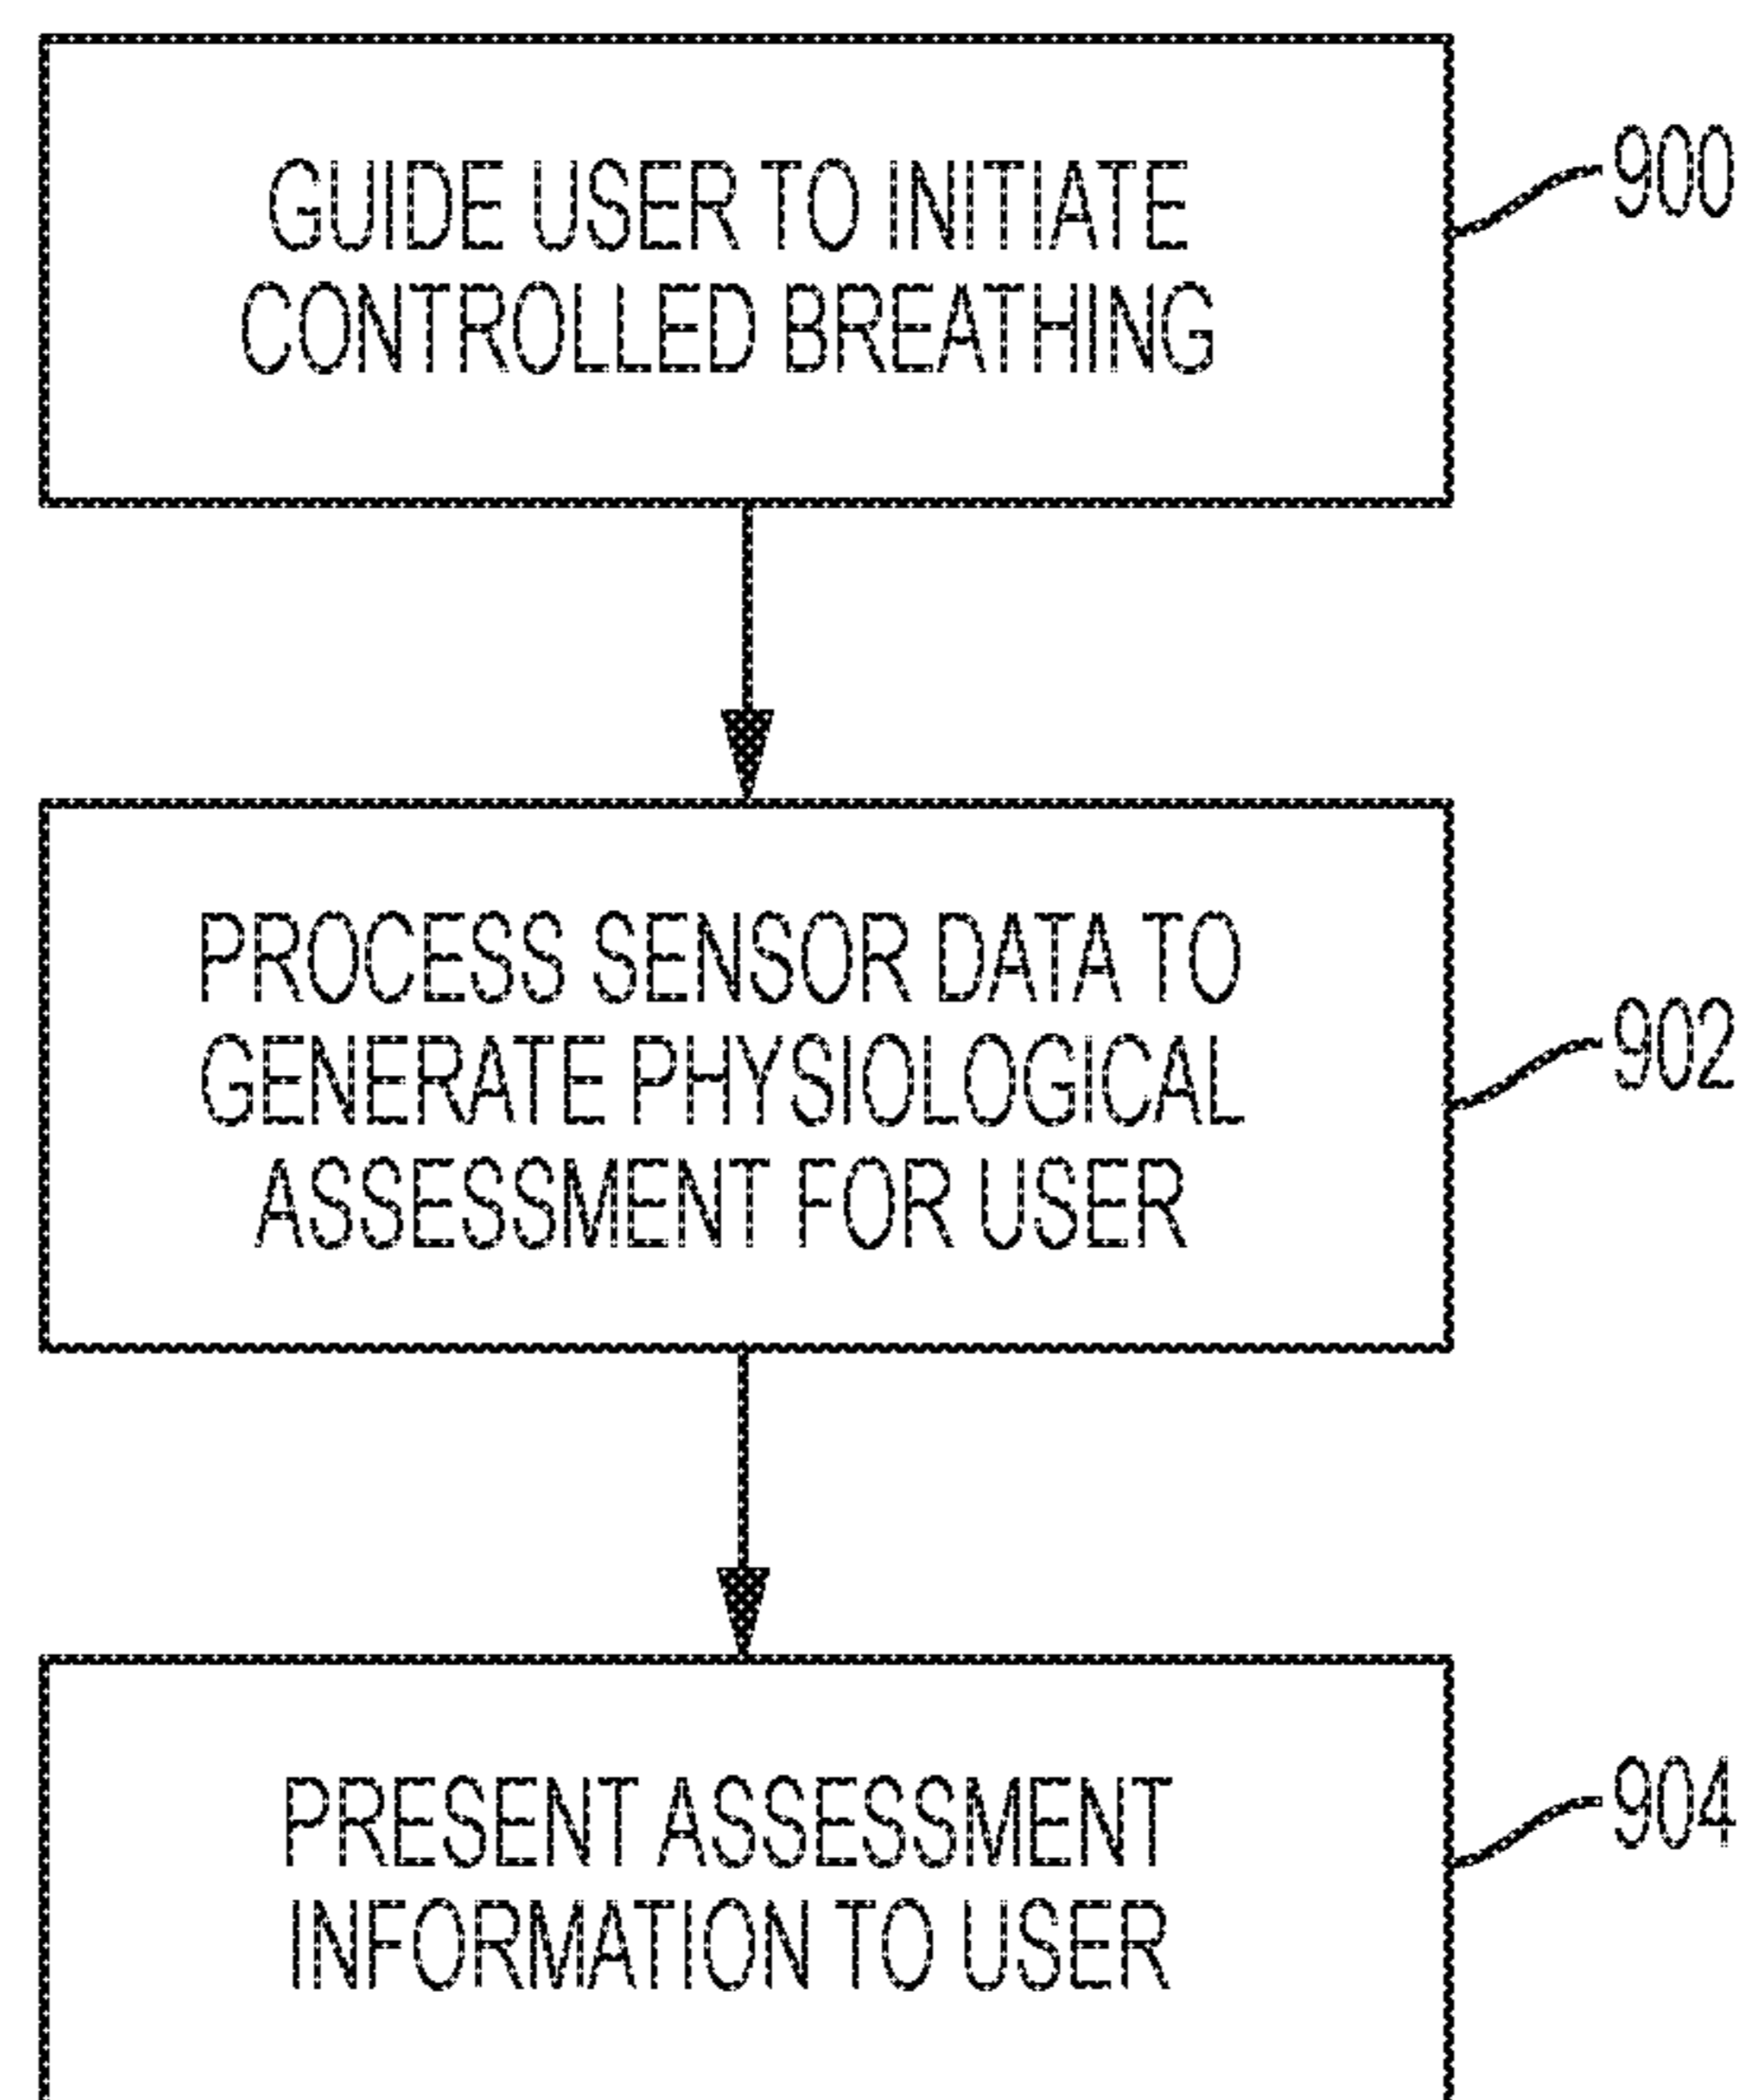 GUIDE USER TO INITIATE
CONTROLLED BREATHING
900
PROCESS SENSOR DATA TO
GENERATE PHYSIOLOGICAL
ASSESSMENT FOR USER
902
PRESENT ASSESSMENT
INFORMATION TO USER
904